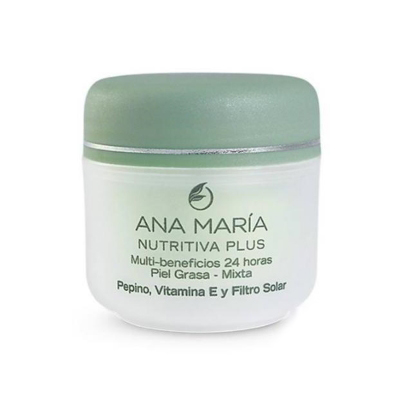 ANA MARÍA
NUTRITIVA PLUS
Multi-beneficios 24 horas
Piel Grasa - Mixta
Pepino, Vitamina E y Filtro Solar